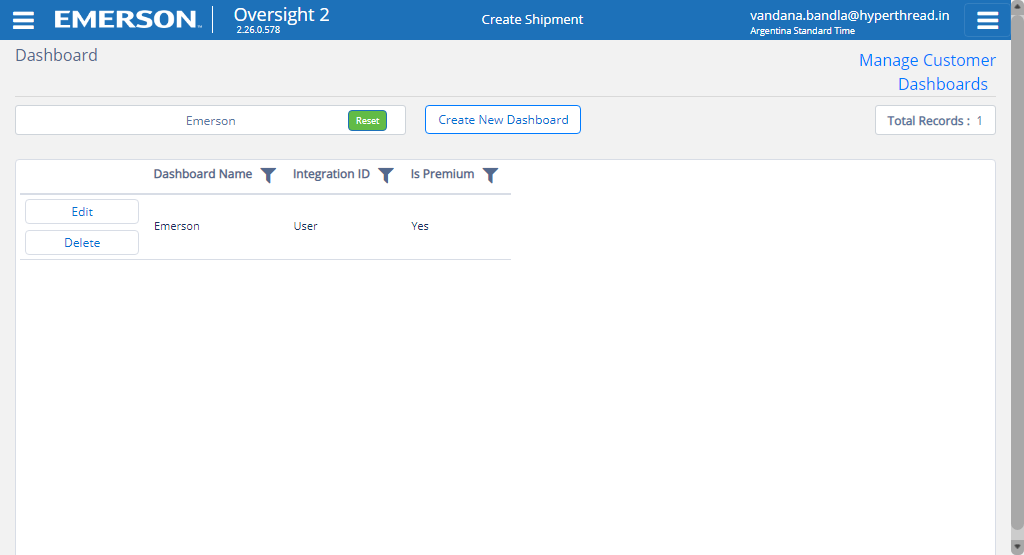 EMERSON.
Oversight 2
2.26.0.578
Create Shipment
vandana.bandla@hyperthread.in
Argentina Standard Time
Dashboard
Manage Customer
Dashboards
Emerson
Reset
Create New Dashboard
Total Records : 1
Dashboard Name
Integration ID
Is Premium
Edit
Delete
Emerson
User
Yes